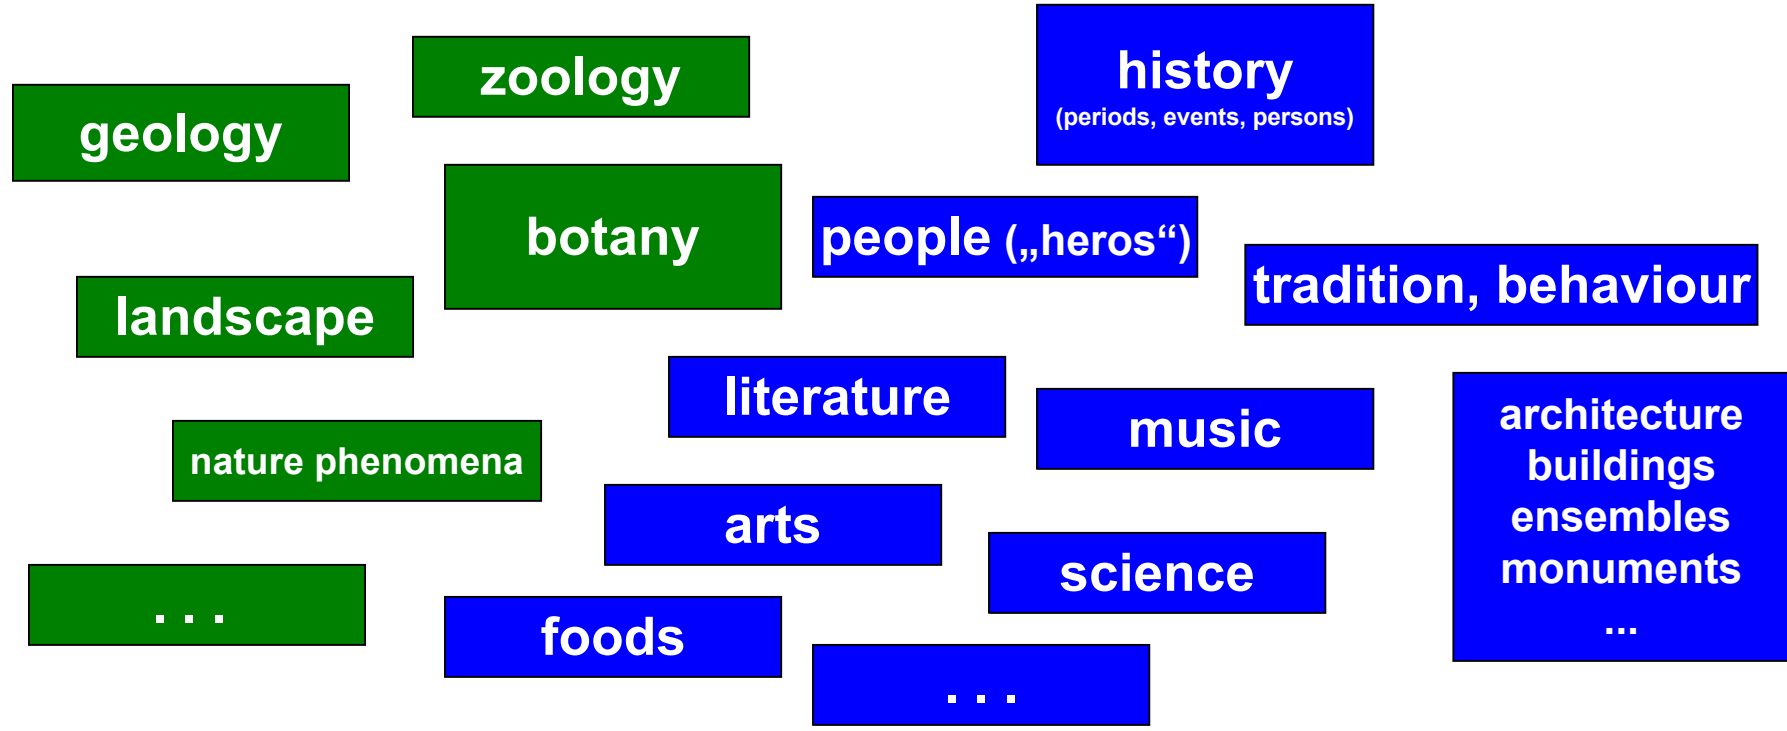 zoology
history
(periods, events, persons)
geology
botany
people („heros“)
tradition, behaviour
landscape
literature
music
architecture
buildings
ensembles
monuments
...
nature phenomena
arts
science
. . .
foods
. . .